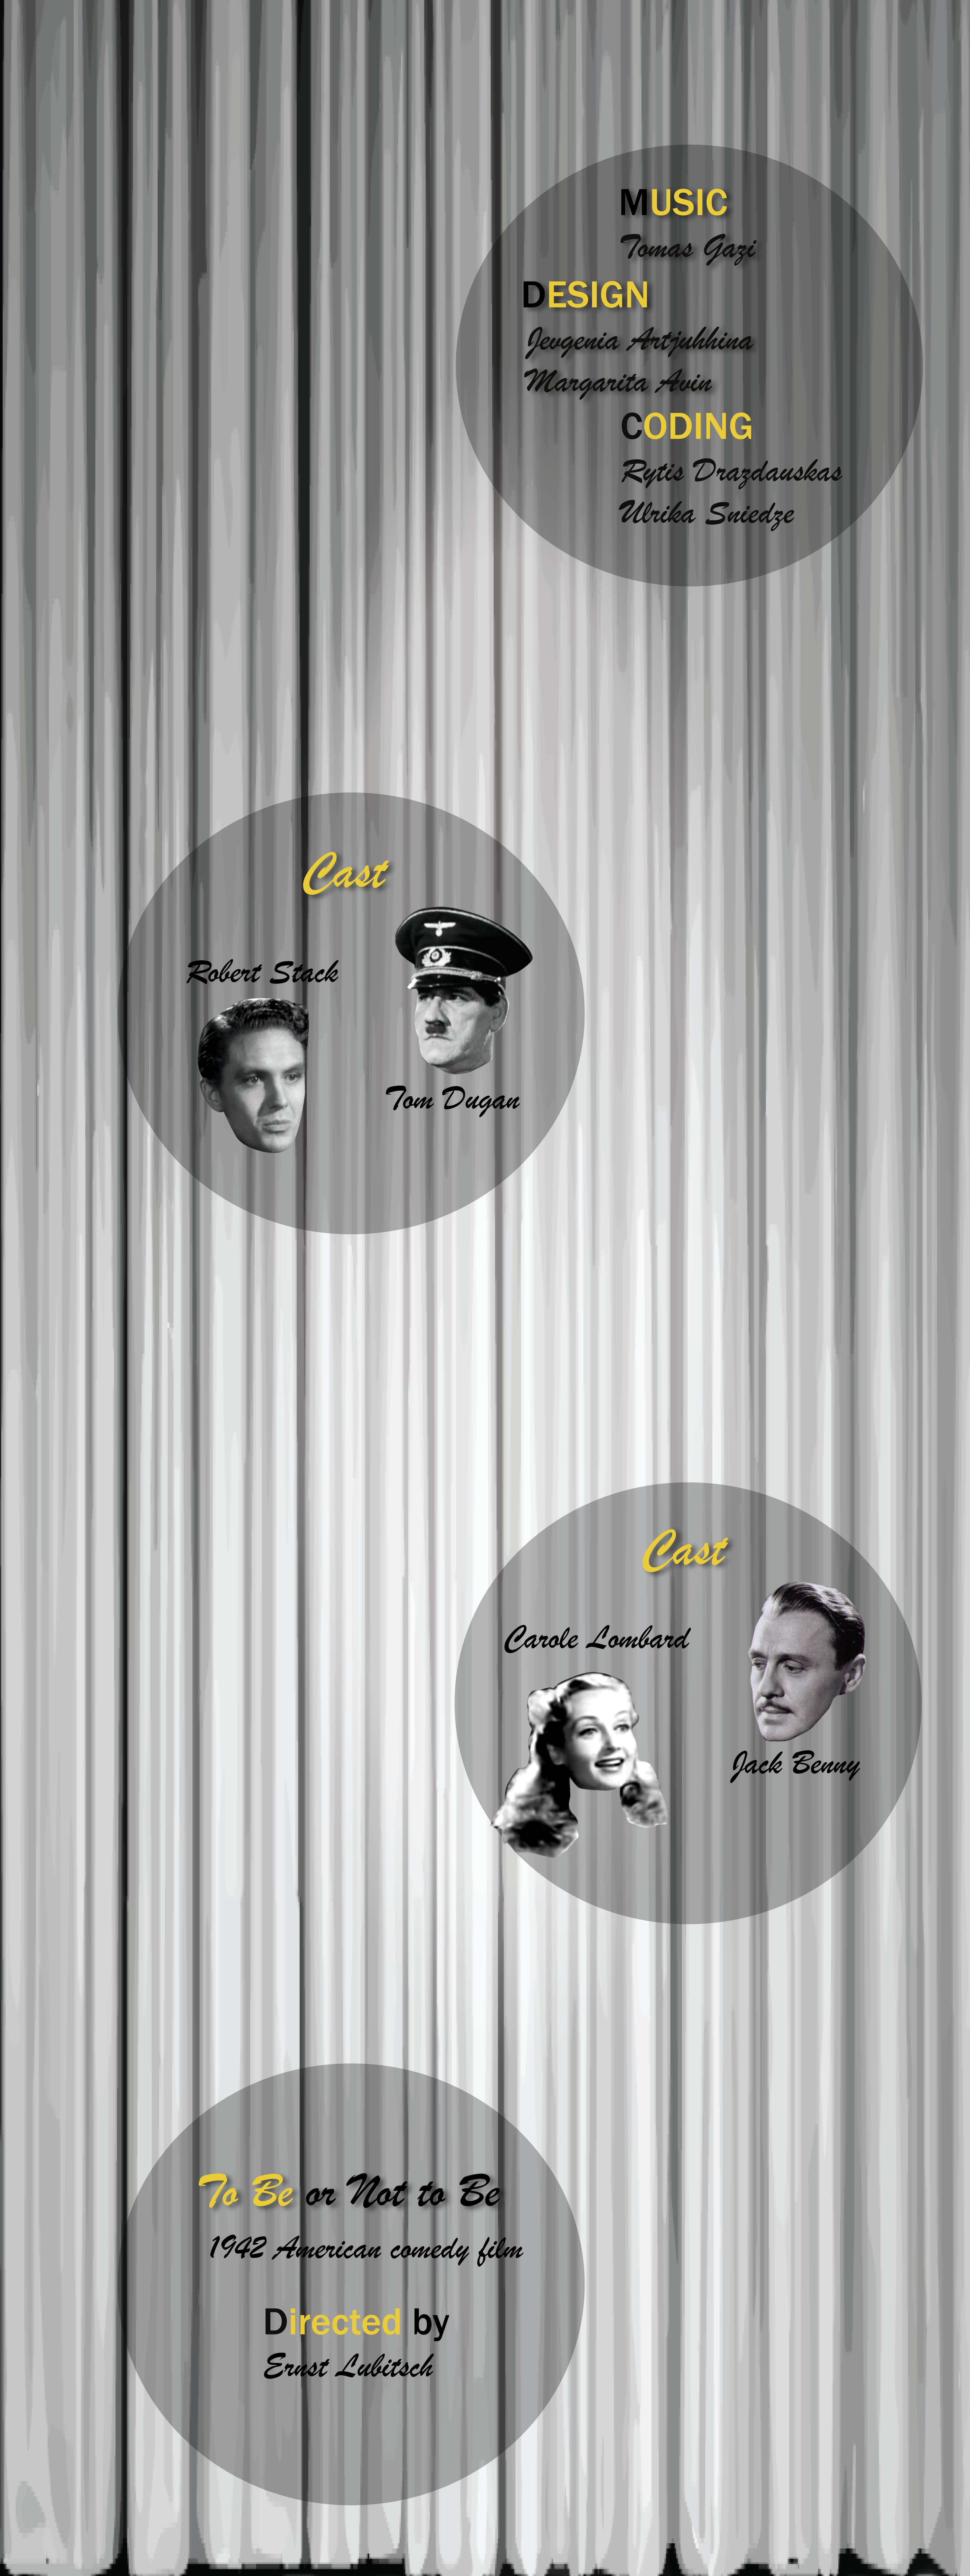 MUSIC
Tomas Gazi
DESIGN
Jevgenia Artjuhhina
Margarita Avin
CODING
Rytis Drazdauskas
Ulrika Sniedze
Cast
Robert Stack
Tom Dugan
Cast
Carole Lombard
Jack Benny
To Be or Not to Be
1942 American comedy film
Directed by
Ernst Lubitsch